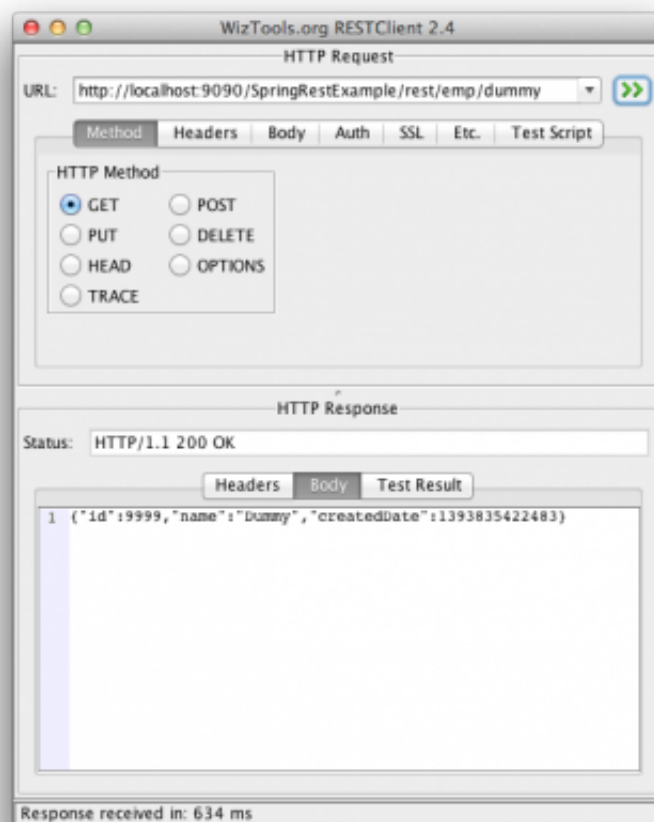 WizTools.org RESTClient 2.4
HTTP Request
URL: http://localhost:9090/SpringRestExample/rest/emp/dummy
Method Headers Body Auth SSL Etc. Test Script
HTTP Method
GET POST
PUT DELETE
HEAD OPTIONS
TRACE
HTTP Response
Status: HTTP/1.1 200 OK
Headers Body Test Result
1 {"id":9999,"name":"Dummy","createdDate":1393835422483}
Response received in: 634 ms